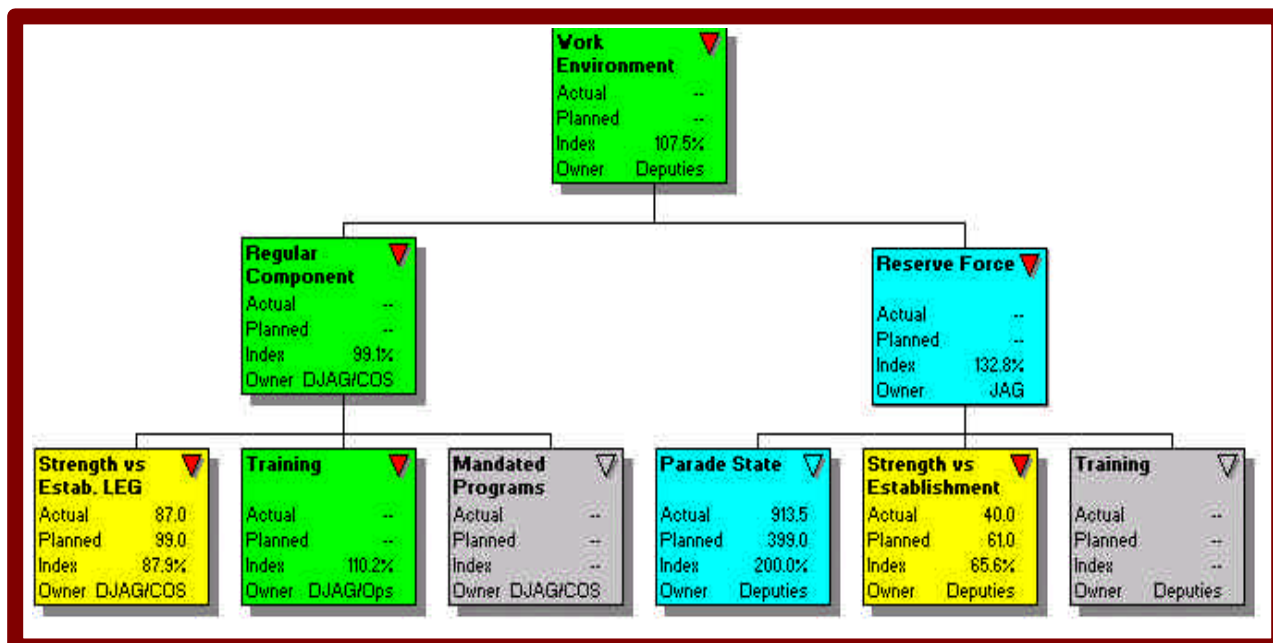 Work
Environment
Actual --
Planned --
Index 107.5%
Owner Deputies
Regular
Component
Actual --
Planned --
Index 99.1%
Owner DJAG/COS
Reserve Force
Actual --
Planned --
Index 132.8%
Owner JAG
Strength vs
Estab. LEG
Actual 87.0
Planned 99.0
Index 87.9%
Owner DJAG/COS
Training
Actual --
Planned --
Index 110.2%
Owner DJAG/Ops
Mandated
Programs
Actual --
Planned --
Index --
Owner DJAG/COS
Parade State
Actual 913.5
Planned 399.0
Index 200.0%
Owner Deputies
Strength vs
Establishment
Actual 40.0
Planned 61.0
Index 65.6%
Owner Deputies
Training
Actual --
Planned --
Index --
Owner Deputies